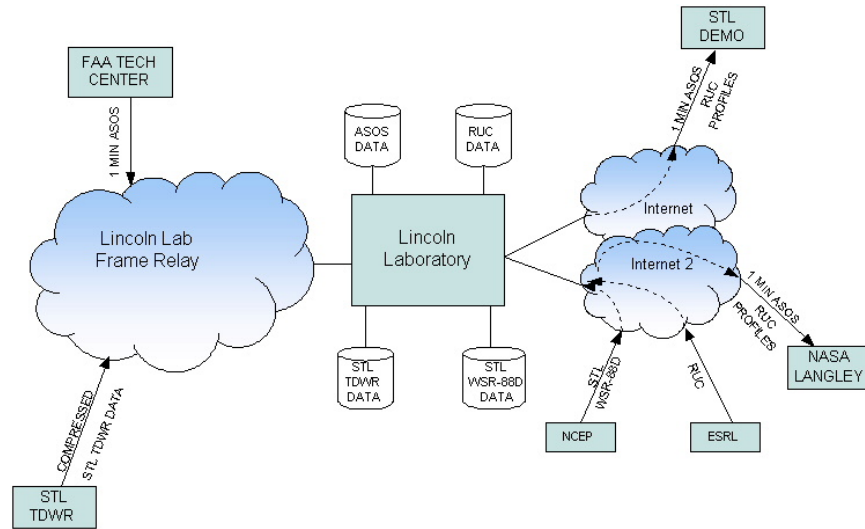 STL
DEMO
FAA TECH
CENTER
1 MIN ASOS
RUC
PROFILES
1 MIN ASOS
ASOS
DATA
RUC
DATA
Lincoln Lab
Frame Relay
Lincoln
Laboratory
Internet
Internet 2
1 MIN ASOS
RUC
PROFILES
NASA
LANGLEY
STL
TDWR
DATA
STL
WSR-88D
DATA
STL
WSR-88D
RUC
NCEP
ESRL
COMPRESSED
STL TDWR DATA
STL
TDWR